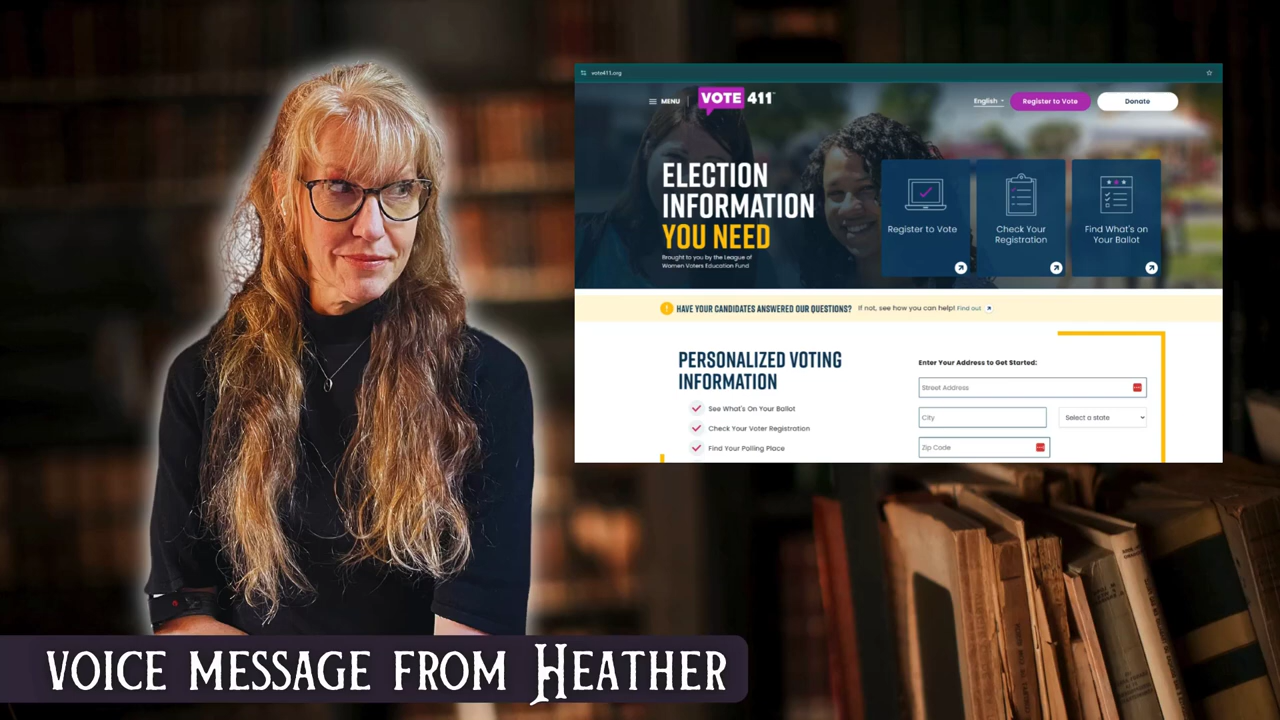 vote411.org
MENU
VOTE 411
English
Register to Vote
Donate
ELECTION
INFORMATION
YOU NEED
Brought to you by the League of
Women Voters Education Fund
Register to Vote
Check Your
Registration
Find What's on
Your Ballot
HAVE YOUR CANDIDATES ANSWERED OUR QUESTIONS? If not, see how you can help! Find out
PERSONALIZED VOTING
INFORMATION
See What's On Your Ballot
Check Your Voter Registration
Find Your Polling Place
Enter Your Address to Get Started:
Street Address
City
Select a state
Zip Code
VOICE MESSAGE FROM HEATHER